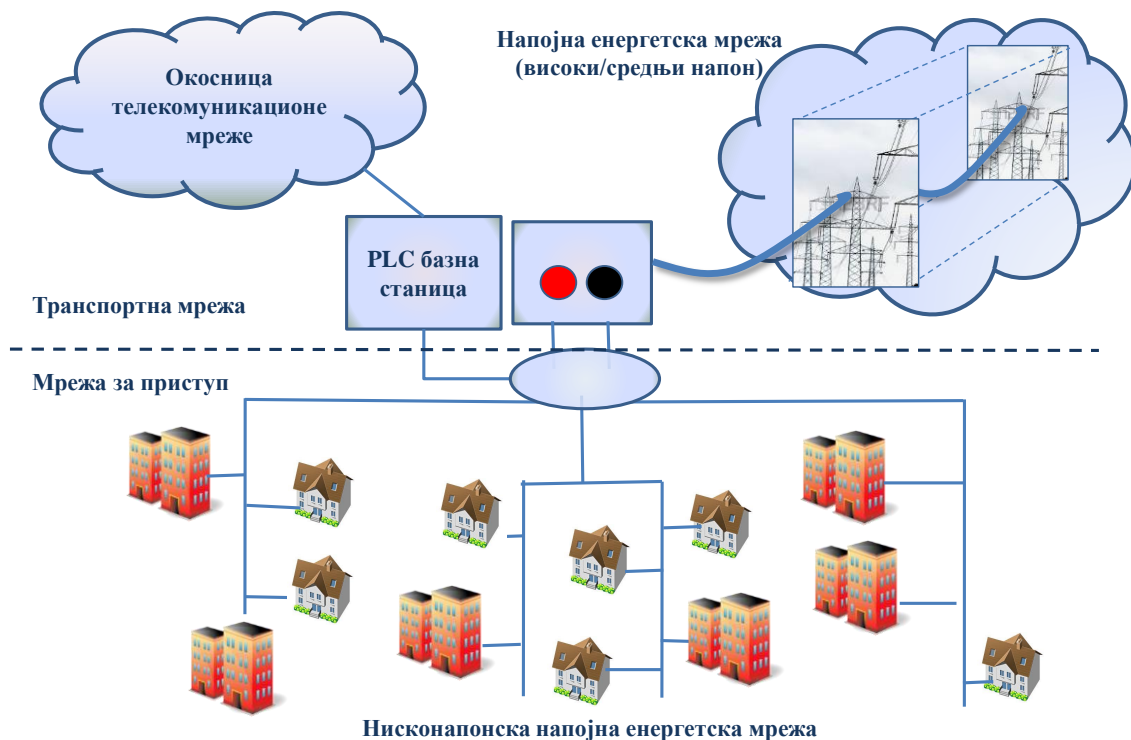 Окосница
телекомуникационе
мреже
Напојна енергетска мрежа
(високи/средњи напон)
PLC базна
станица
Транспортна мрежа
Мрежа за приступ
Нисконапонска напојна енергетска мрежа